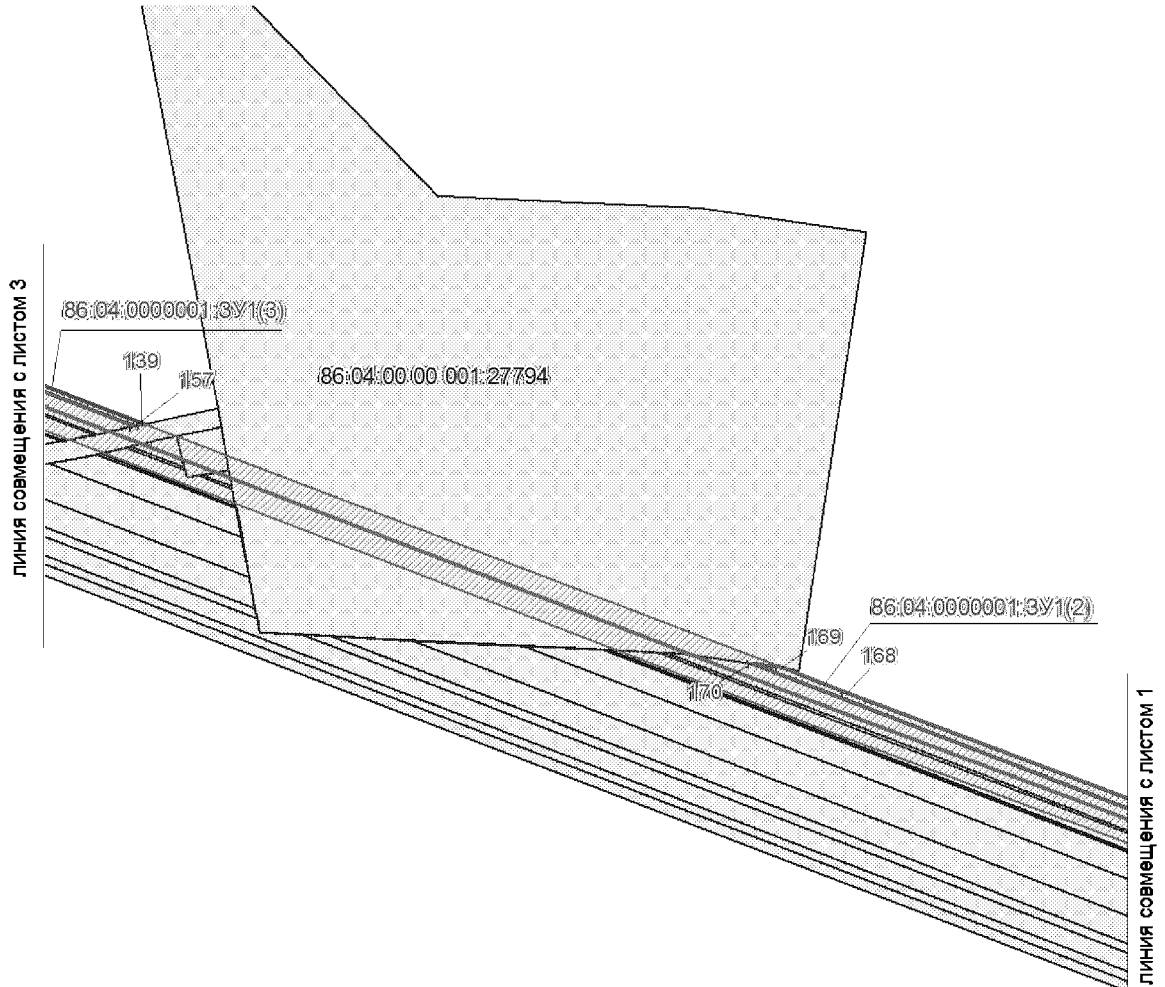 линия совмещения с листом 3
86:04:0000001:ЗУ1(3)
139
157
86:04:00 00 001:27794
86:04:0000001:ЗУ1(2)
169
168
170
линия совмещения с листом 1